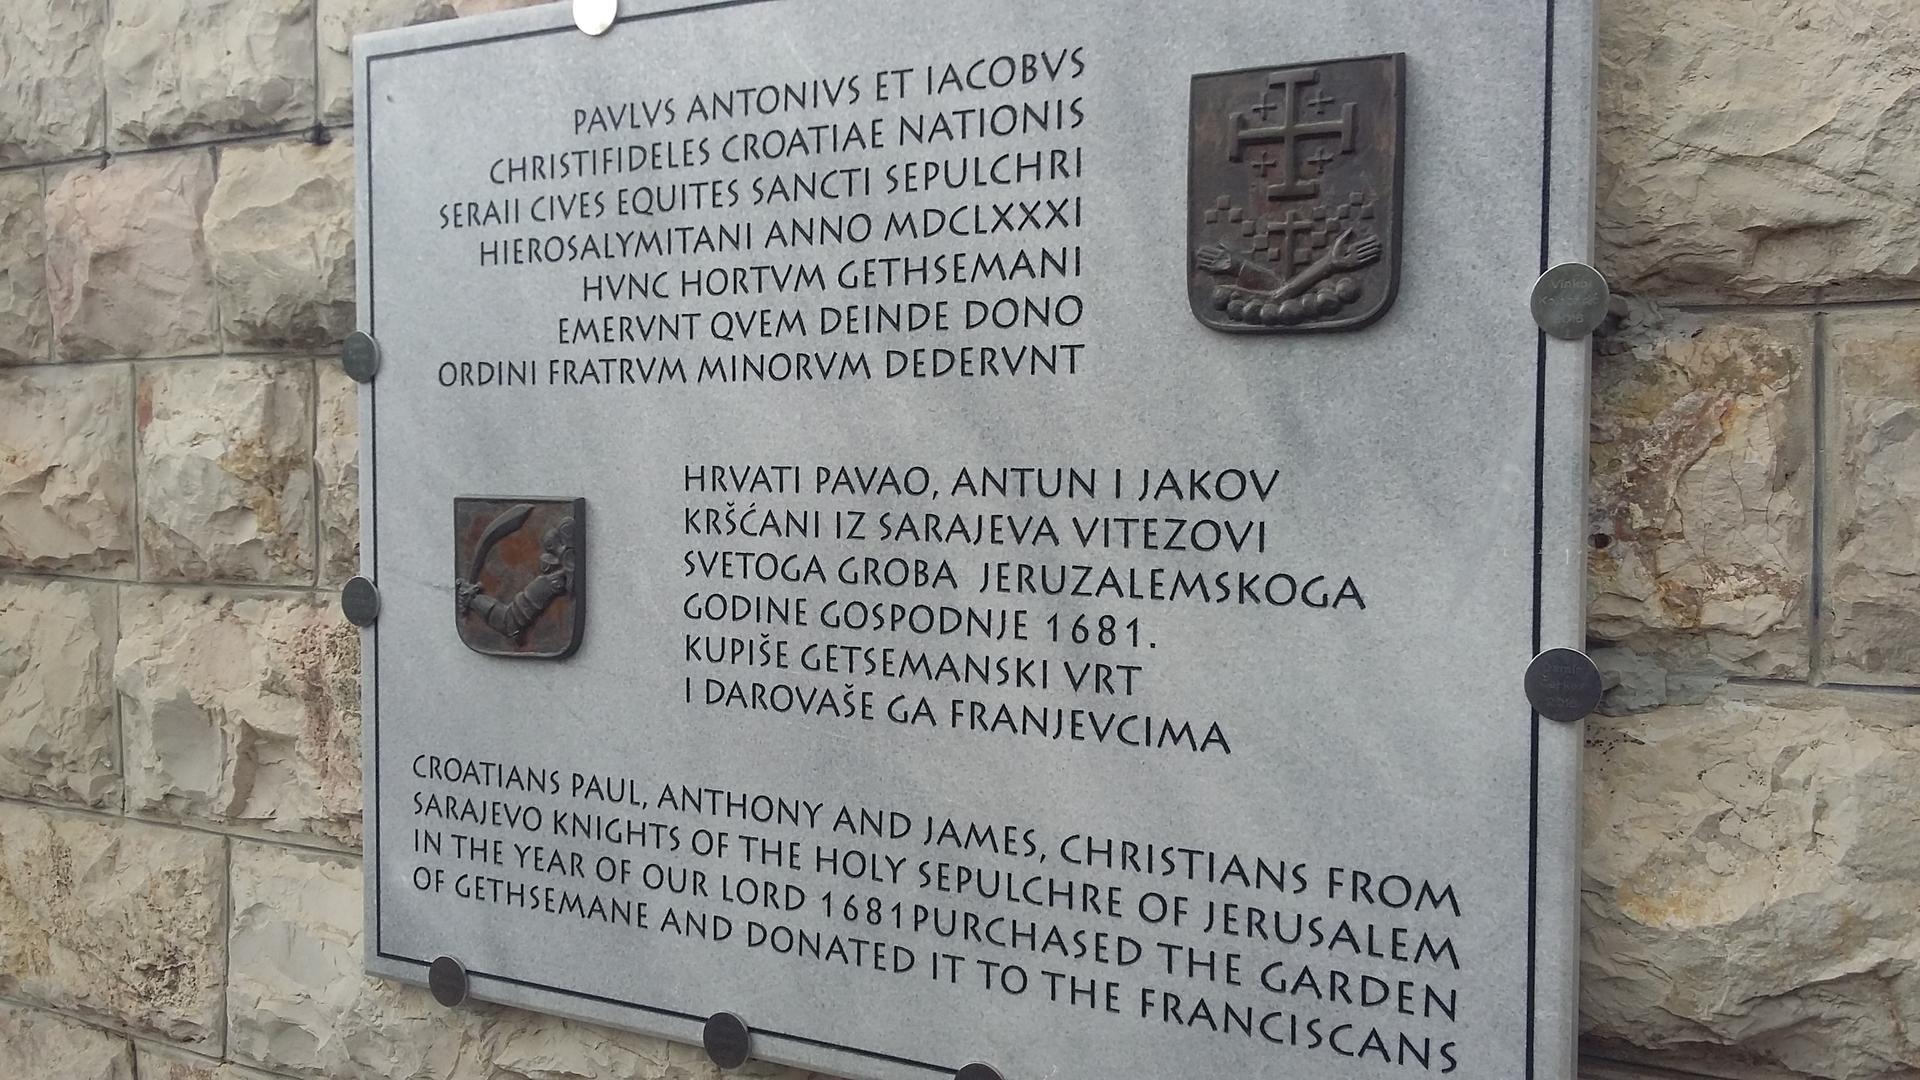 PAVLVS ANTONIVS ET IACOBVS
CHRISTIFIDELES CROATIAE NATIONIS
SERAII CIVES EQUITES SANCTI SEPULCHRI
HIEROSALYMITANI ANNO MDCLXXXI
HVNC HORTVM GETHSEMANI
EMERVNT QVEM DEINDE DONO
ORDINI FRATRVM MINORVM DEDERVNT
HRVATI PAVAO, ANTUN I JAKOV
KRŠĆANI IZ SARAJEVA VITEZOVI
SVETOGA GROBA JERUZALEMSKOGA
GODINE GOSPODNJE 1681.
KUPIŠE GETSEMANSKI VRT
I DAROVAŠE GA FRANJEVCIMA
CROATIANS PAUL, ANTHONY AND JAMES, CHRISTIANS FROM
SARAJEVO KNIGHTS OF THE HOLY SEPULCHRE OF JERUSALEM
IN THE YEAR OF OUR LORD 1681PURCHASED THE GARDEN
OF GETHSEMANE AND DONATED IT TO THE FRANCISCANS
Vinko